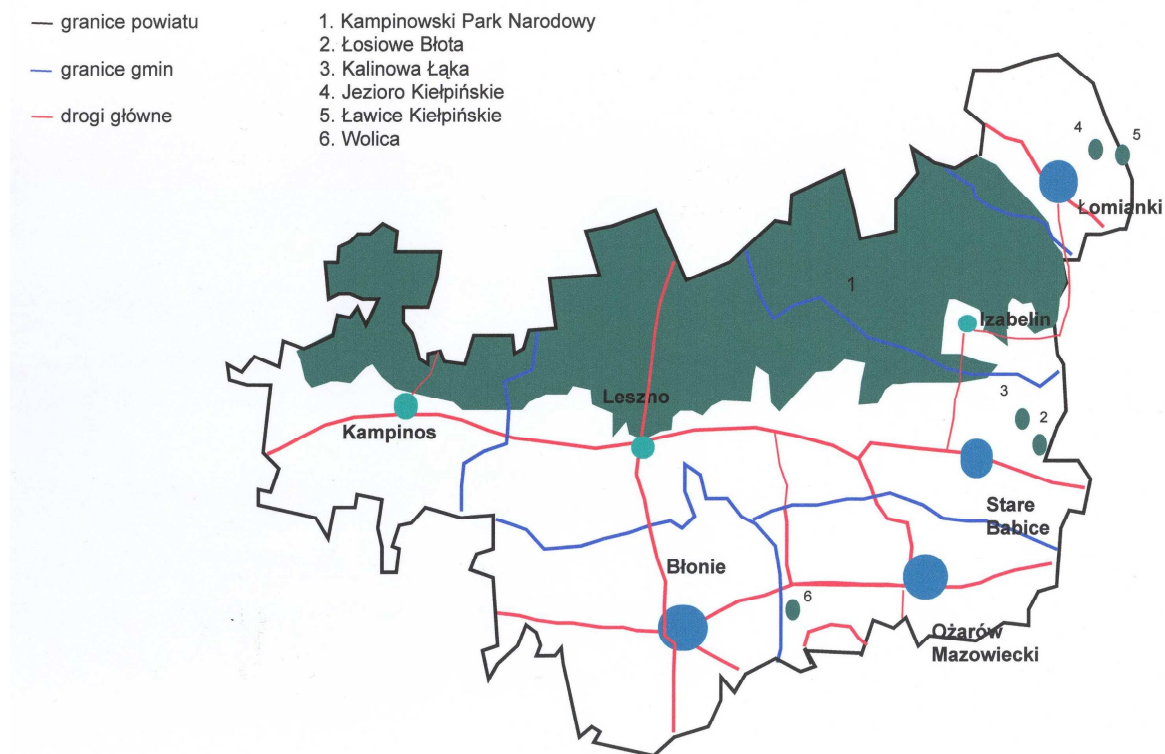 granice powiatu
granice gmin
drogi główne
1. Kampinowski Park Narodowy
2. Łosiowe Błota
3. Kalinowa Łąka
4. Jezioro Kiełpińskie
5. Ławice Kiełpińskie
6. Wolica
4
5
Łomianki
1
Izabelin
3
2
Leszno
Kampinos
Stare
Babice
Błonie
6
Ożarów
Mazowiecki